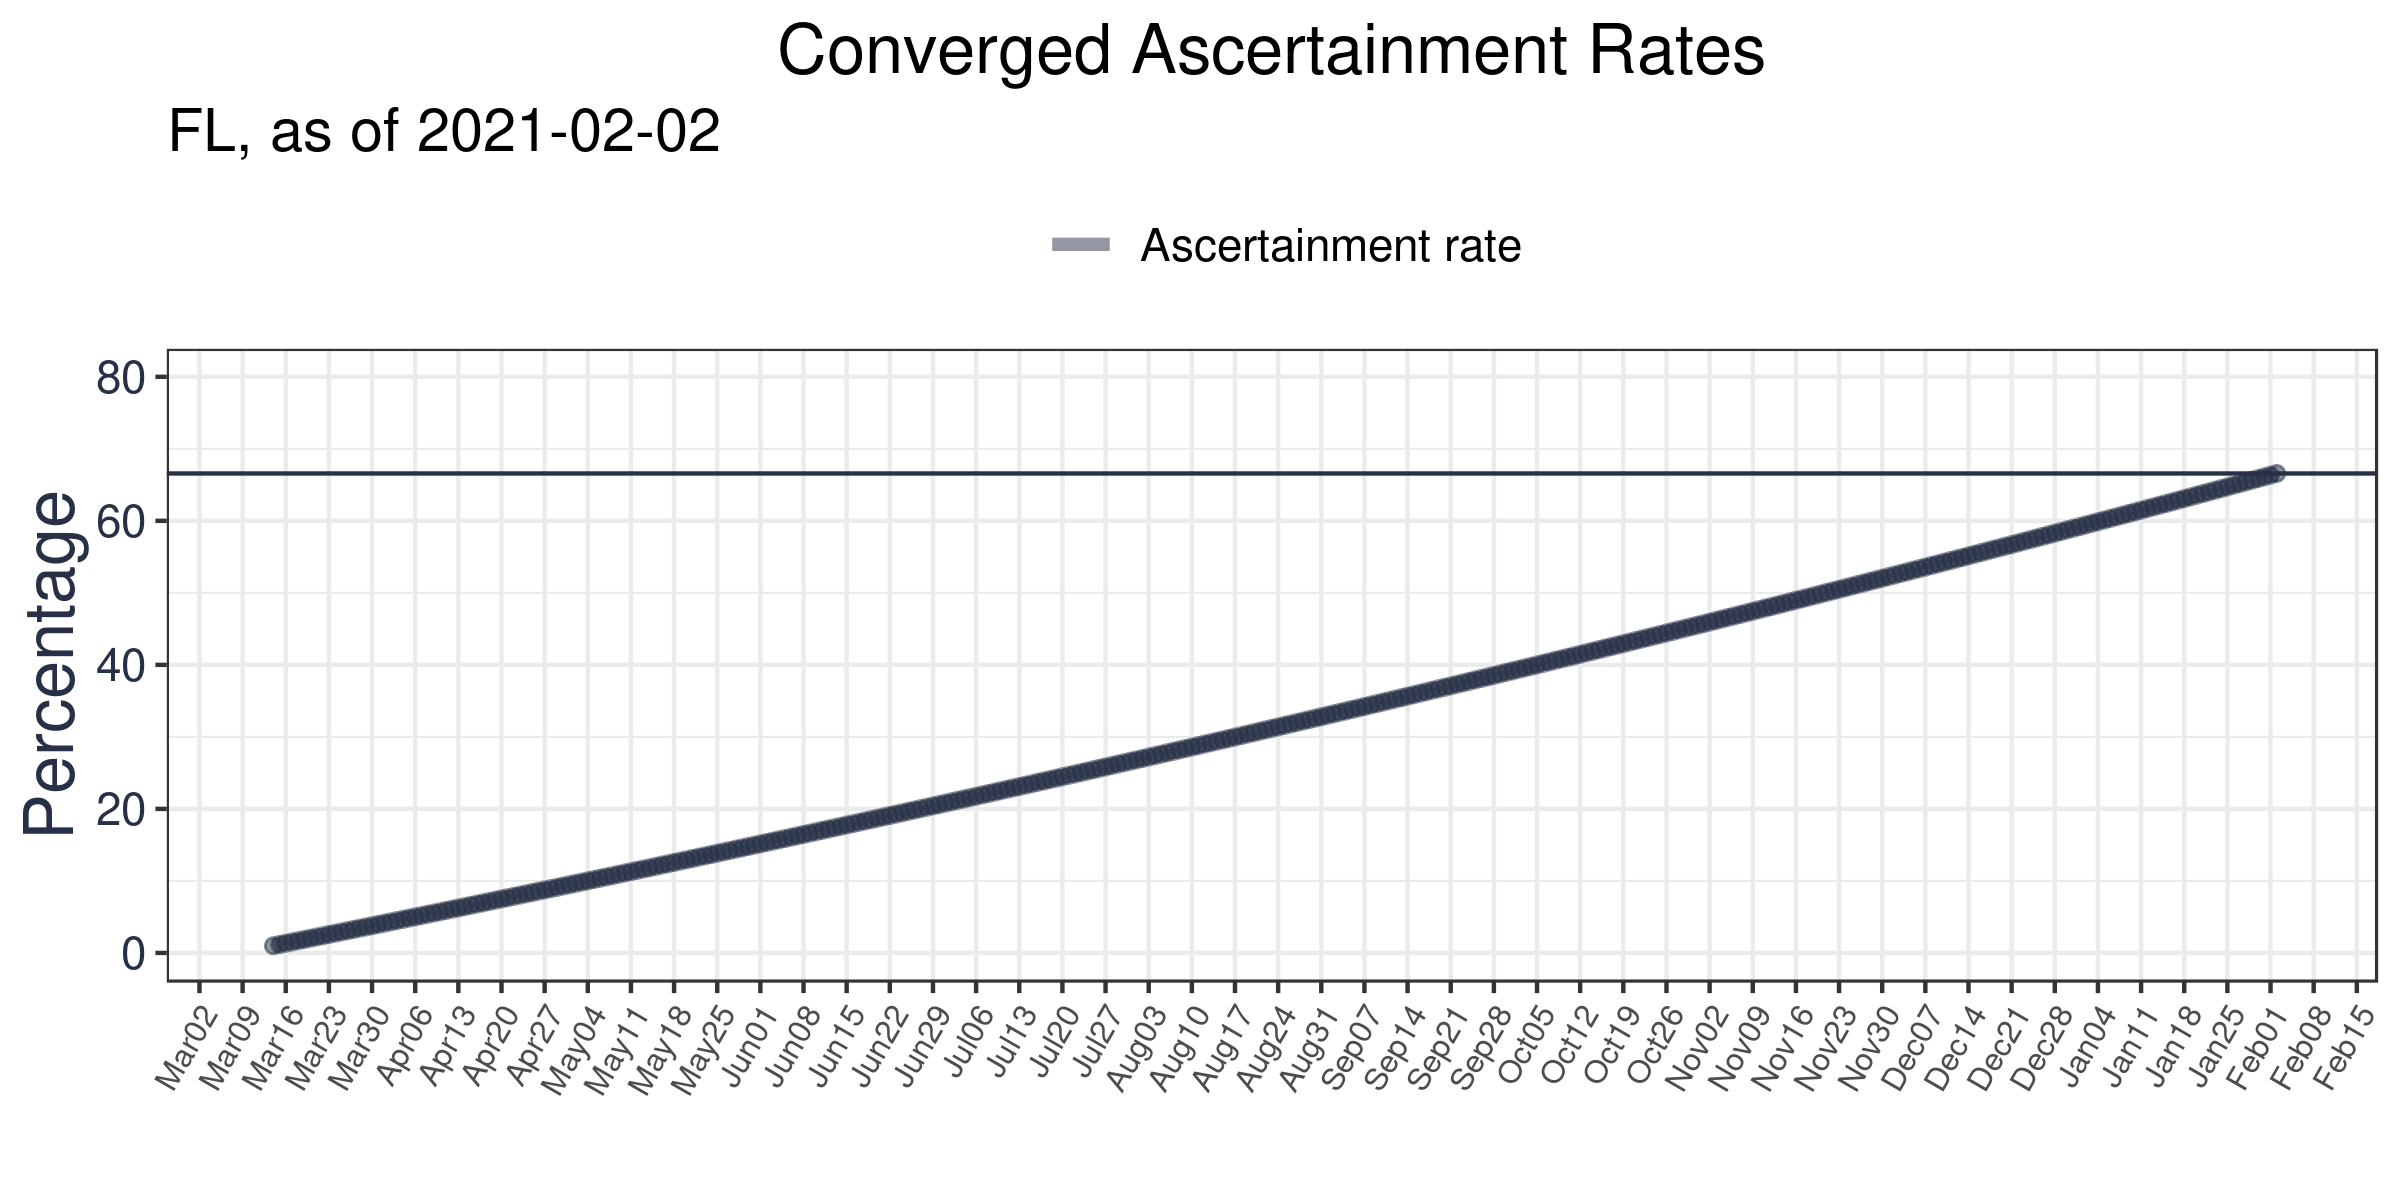 Converged Ascertainment Rates
FL, as of 2021-02-02
Ascertainment rate
Percentage
80
60
40
20
0
Mar02 Mar09 Mar16 Mar23 Mar30 Apr06 Apr13 Apr20 Apr27 May04 May11 May18 May25 Jun01 Jun08 Jun15 Jun22 Jun29 Jul06 Jul13 Jul20 Jul27 Aug03 Aug10 Aug17 Aug24 Aug31 Sep07 Sep14 Sep21 Sep28 Oct05 Oct12 Oct19 Oct26 Nov02 Nov09 Nov16 Nov23 Nov30 Dec07 Dec14 Dec21 Dec28 Jan04 Jan11 Jan18 Jan25 Feb01 Feb08 Feb15